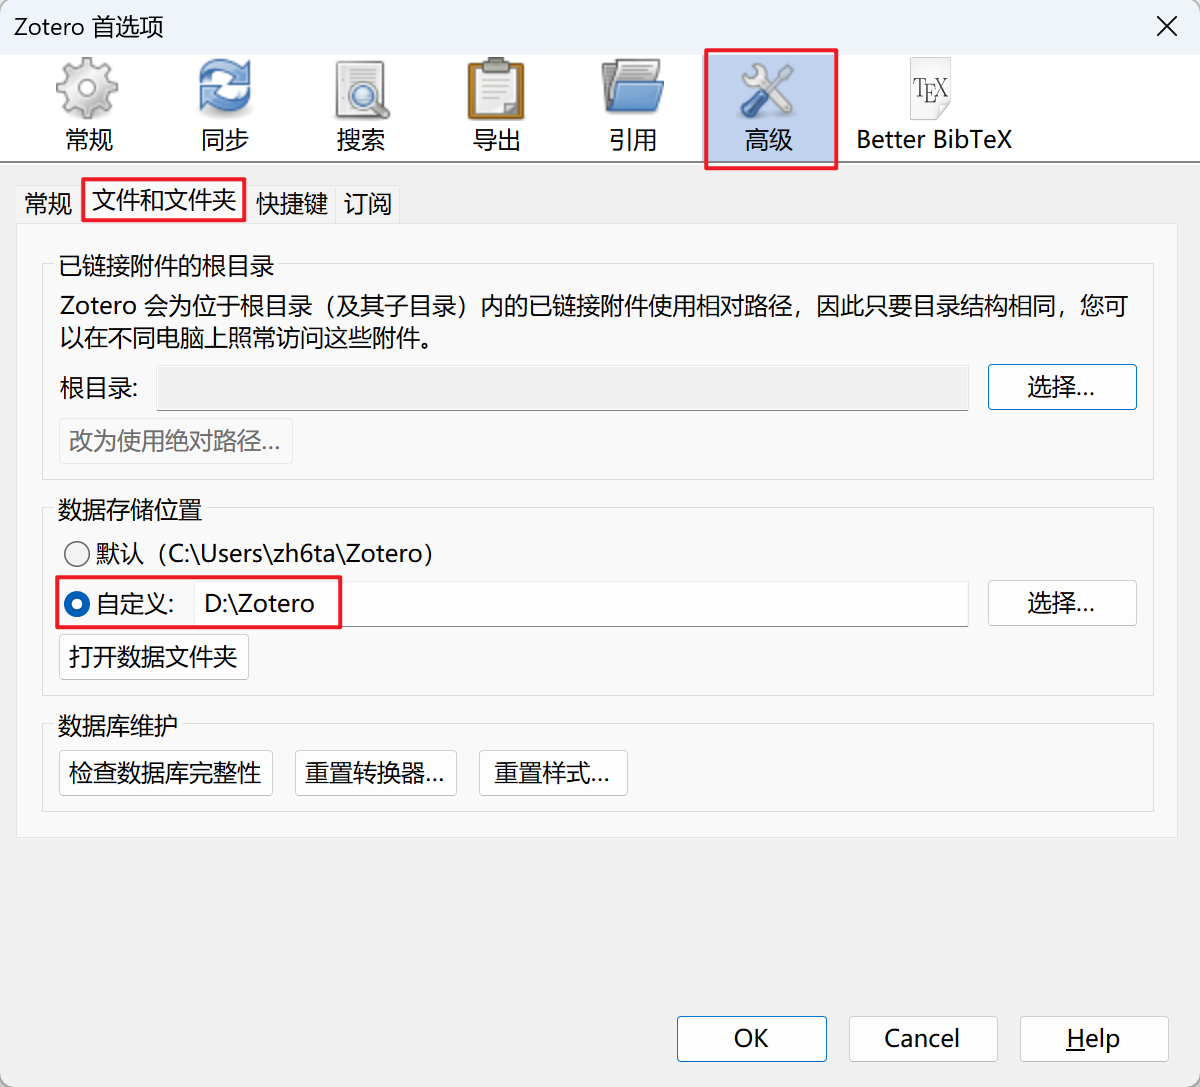 Zotero 首选项
常规
同步
搜索
导出
引用
高级
TEX
Better BibTeX
常规
文件和文件夹
快捷键
订阅
已链接附件的根目录
Zotero 会为位于根目录（及其子目录）内的已链接附件使用相对路径，因此只要目录结构相同，您可
以在不同电脑上照常访问这些附件。
根目录:
选择...
改为使用绝对路径...
数据存储位置
默认（C:\Users\zh6ta\Zotero）
自定义:
D:\Zotero
选择...
打开数据文件夹
数据库维护
检查数据库完整性
重置转换器...
重置样式...
OK
Cancel
Help